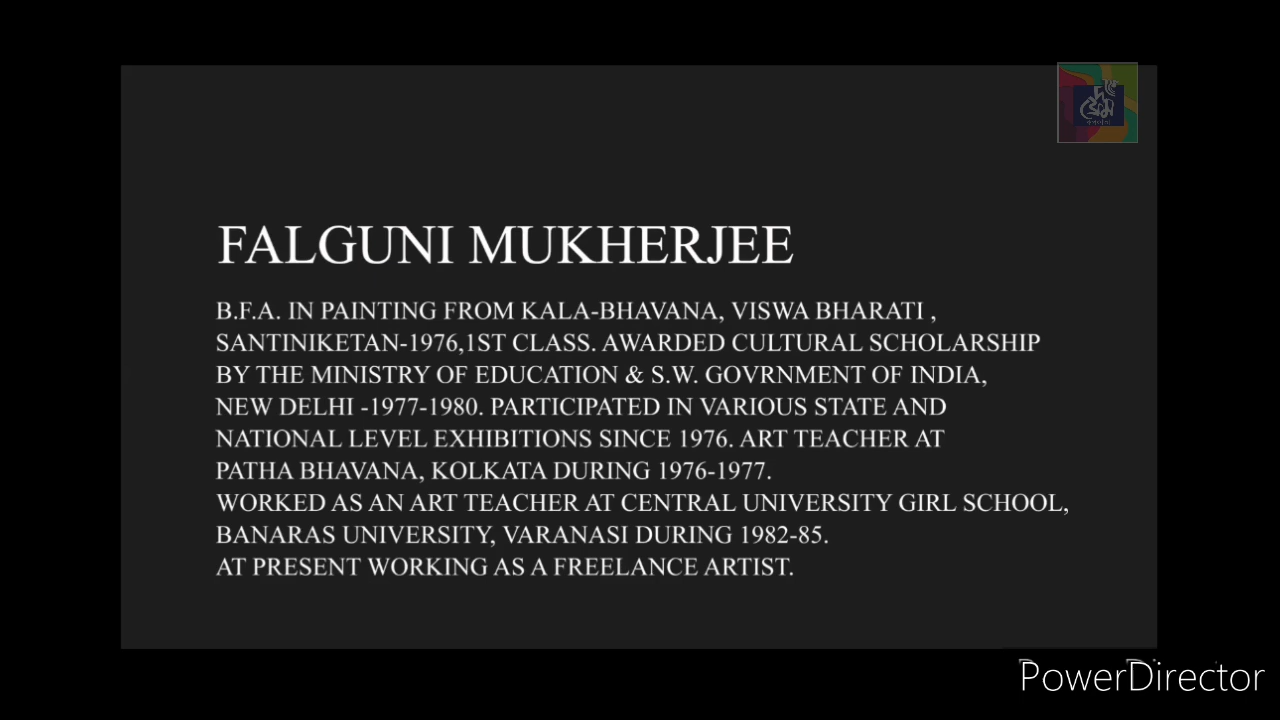 FALGUNI MUKHERJEE
B.F.A. IN PAINTING FROM KALA-BHAVANA, VISWA BHARATI ,
SANTINIKETAN-1976,1ST CLASS. AWARDED CULTURAL SCHOLARSHIP
BY THE MINISTRY OF EDUCATION & S.W. GOVRNMENT OF INDIA,
NEW DELHI -1977-1980. PARTICIPATED IN VARIOUS STATE AND
NATIONAL LEVEL EXHIBITIONS SINCE 1976. ART TEACHER AT
PATHA BHAVANA, KOLKATA DURING 1976-1977.
WORKED AS AN ART TEACHER AT CENTRAL UNIVERSITY GIRL SCHOOL,
BANARAS UNIVERSITY, VARANASI DURING 1982-85.
AT PRESENT WORKING AS A FREELANCE ARTIST.
PowerDirector